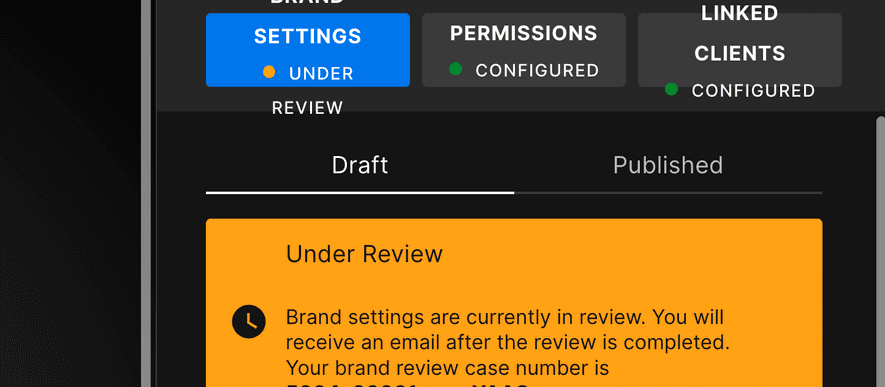 BRAND
SETTINGS
UNDER
REVIEW
PERMISSIONS
CONFIGURED
LINKED
CLIENTS
CONFIGURED
Draft
Published
Under Review
Brand settings are currently in review. You will
receive an email after the review is completed.
Your brand review case number is